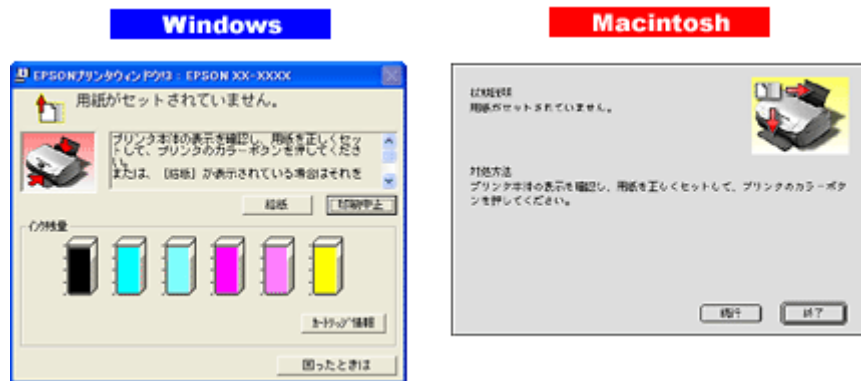 Windows
Macintosh
EPSONプリンタウィンドウ!3 : EPSON XX-XXXX
用紙がセットされていません。
プリンタ本体の表示を確認し、用紙を正しくセッ
トして、プリンタのカラーボタンを押してくださ
い。
または、[給紙] が表示されている場合はそれを
給紙 印刷中止
インク残量
カートリッジ情報
困ったときは
状態説明
用紙がセットされていません。
対処方法
プリンタ本体の表示を確認し、用紙を正しくセットして、プリンタのカラーボタ
ンを押してください。
続行 終了